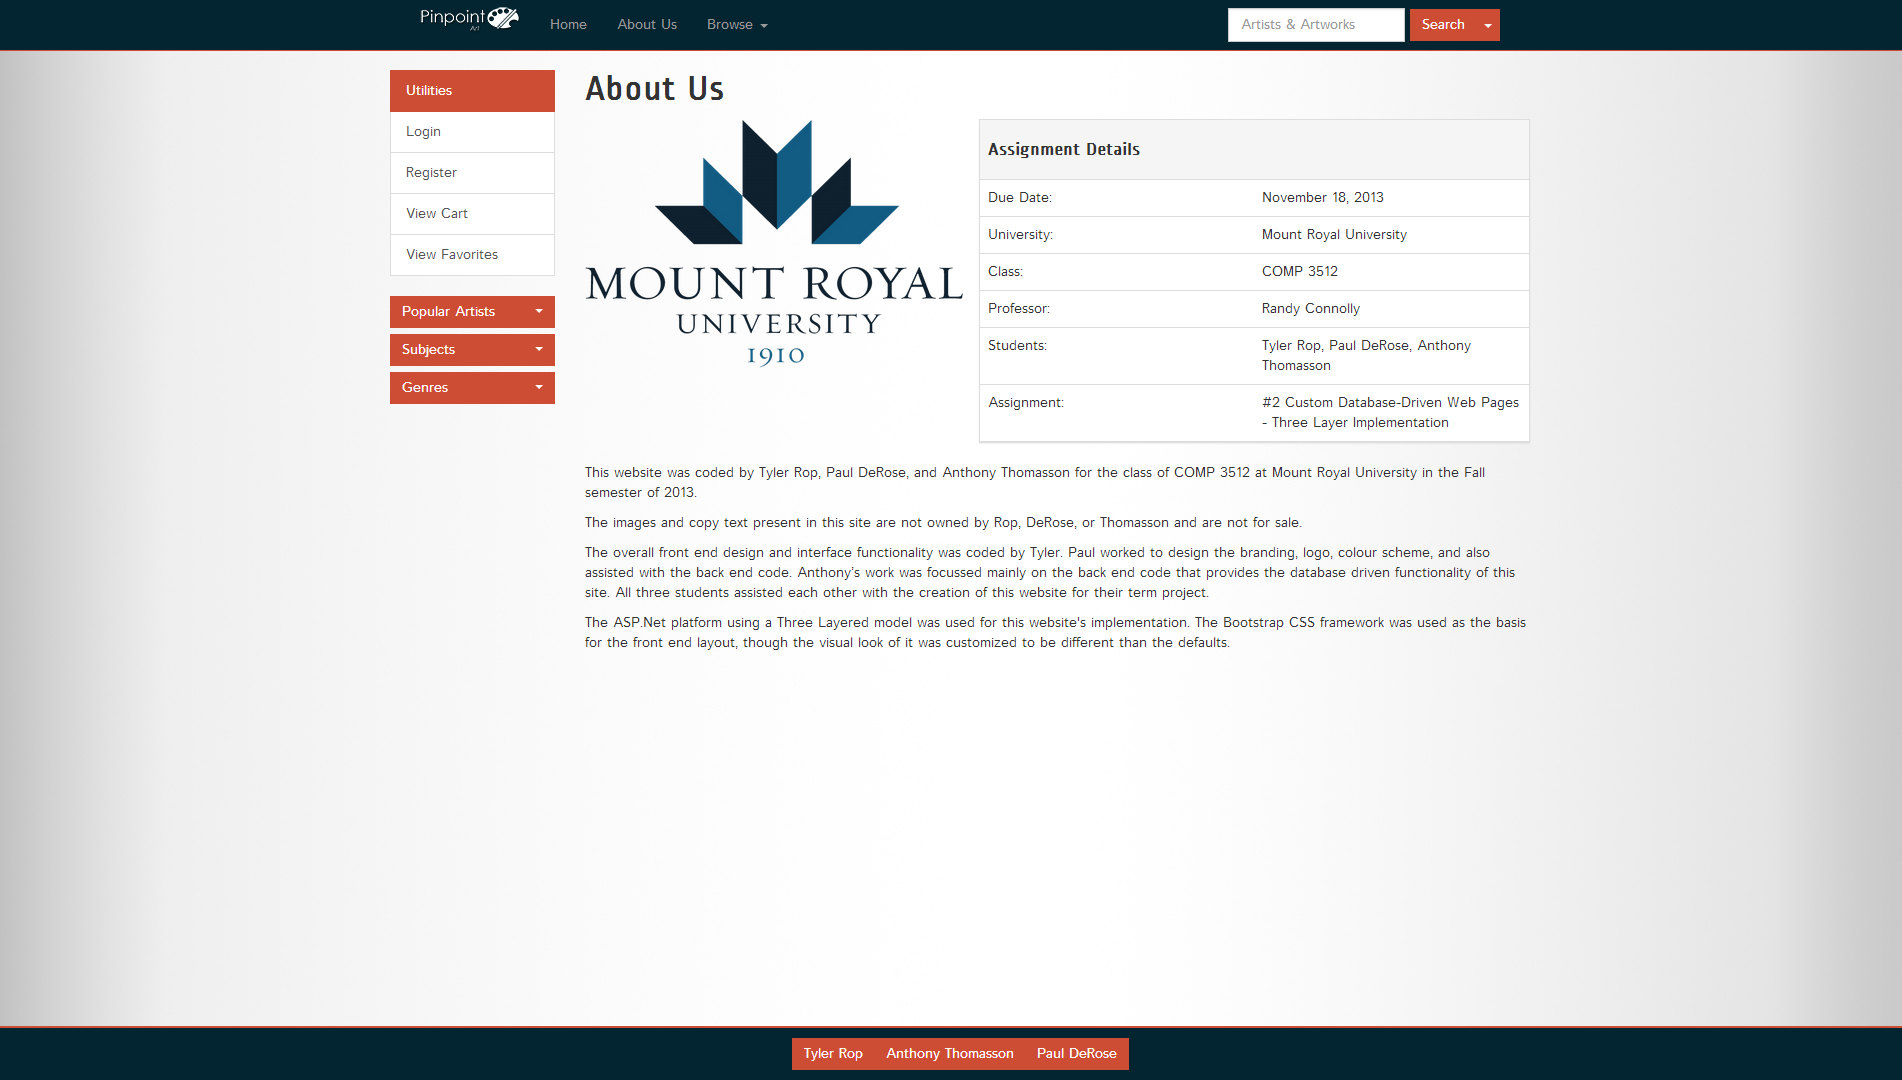 Pinpoint
Art
Home
About Us
Browse
Artists & Artworks
Search
Utilities
Login
Register
View Cart
View Favorites
Popular Artists
Subjects
Genres
About Us
MOUNT ROYAL
UNIVERSITY
1910
Assignment Details
Due Date: November 18, 2013
University: Mount Royal University
Class: COMP 3512
Professor: Randy Connolly
Students: Tyler Rop, Paul DeRose, Anthony
Thomasson
Assignment: #2 Custom Database-Driven Web Pages
- Three Layer Implementation
This website was coded by Tyler Rop, Paul DeRose, and Anthony Thomasson for the class of COMP 3512 at Mount Royal University in the Fall
semester of 2013.
The images and copy text present in this site are not owned by Rop, DeRose, or Thomasson and are not for sale.
The overall front end design and interface functionality was coded by Tyler. Paul worked to design the branding, logo, colour scheme, and also
assisted with the back end code. Anthony's work was focussed mainly on the back end code that provides the database driven functionality of this
site. All three students assisted each other with the creation of this website for their term project.
The ASP.Net platform using a Three Layered model was used for this website's implementation. The Bootstrap CSS framework was used as the basis
for the front end layout, though the visual look of it was customized to be different than the defaults.
Tyler Rop
Anthony Thomasson
Paul DeRose